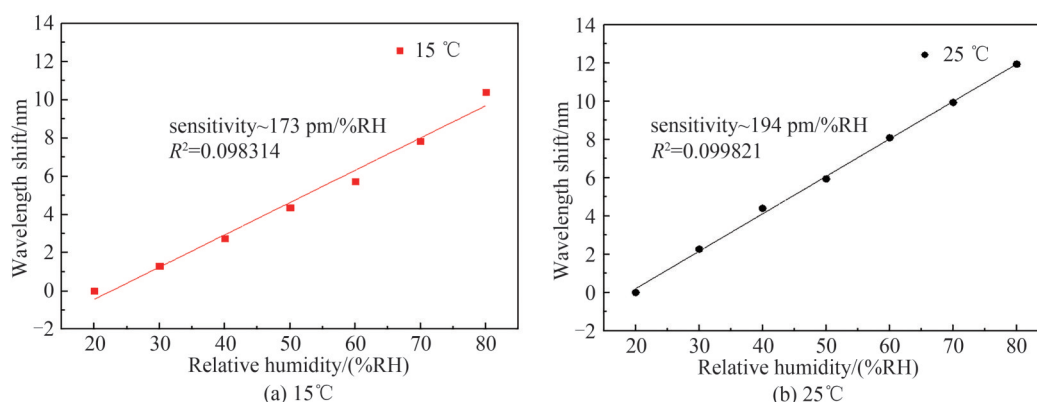 14
12
10
8
6
4
2
0
−2
Wavelength shift/nm
15 ℃
sensitivity~173 pm/%RH
R²=0.098314
20 30 40 50 60 70 80
Relative humidity/(%RH)
(a) 15℃
14
12
10
8
6
4
2
0
−2
Wavelength shift/nm
25 ℃
sensitivity~194 pm/%RH
R²=0.099821
20 30 40 50 60 70 80
Relative humidity/(%RH)
(b) 25℃